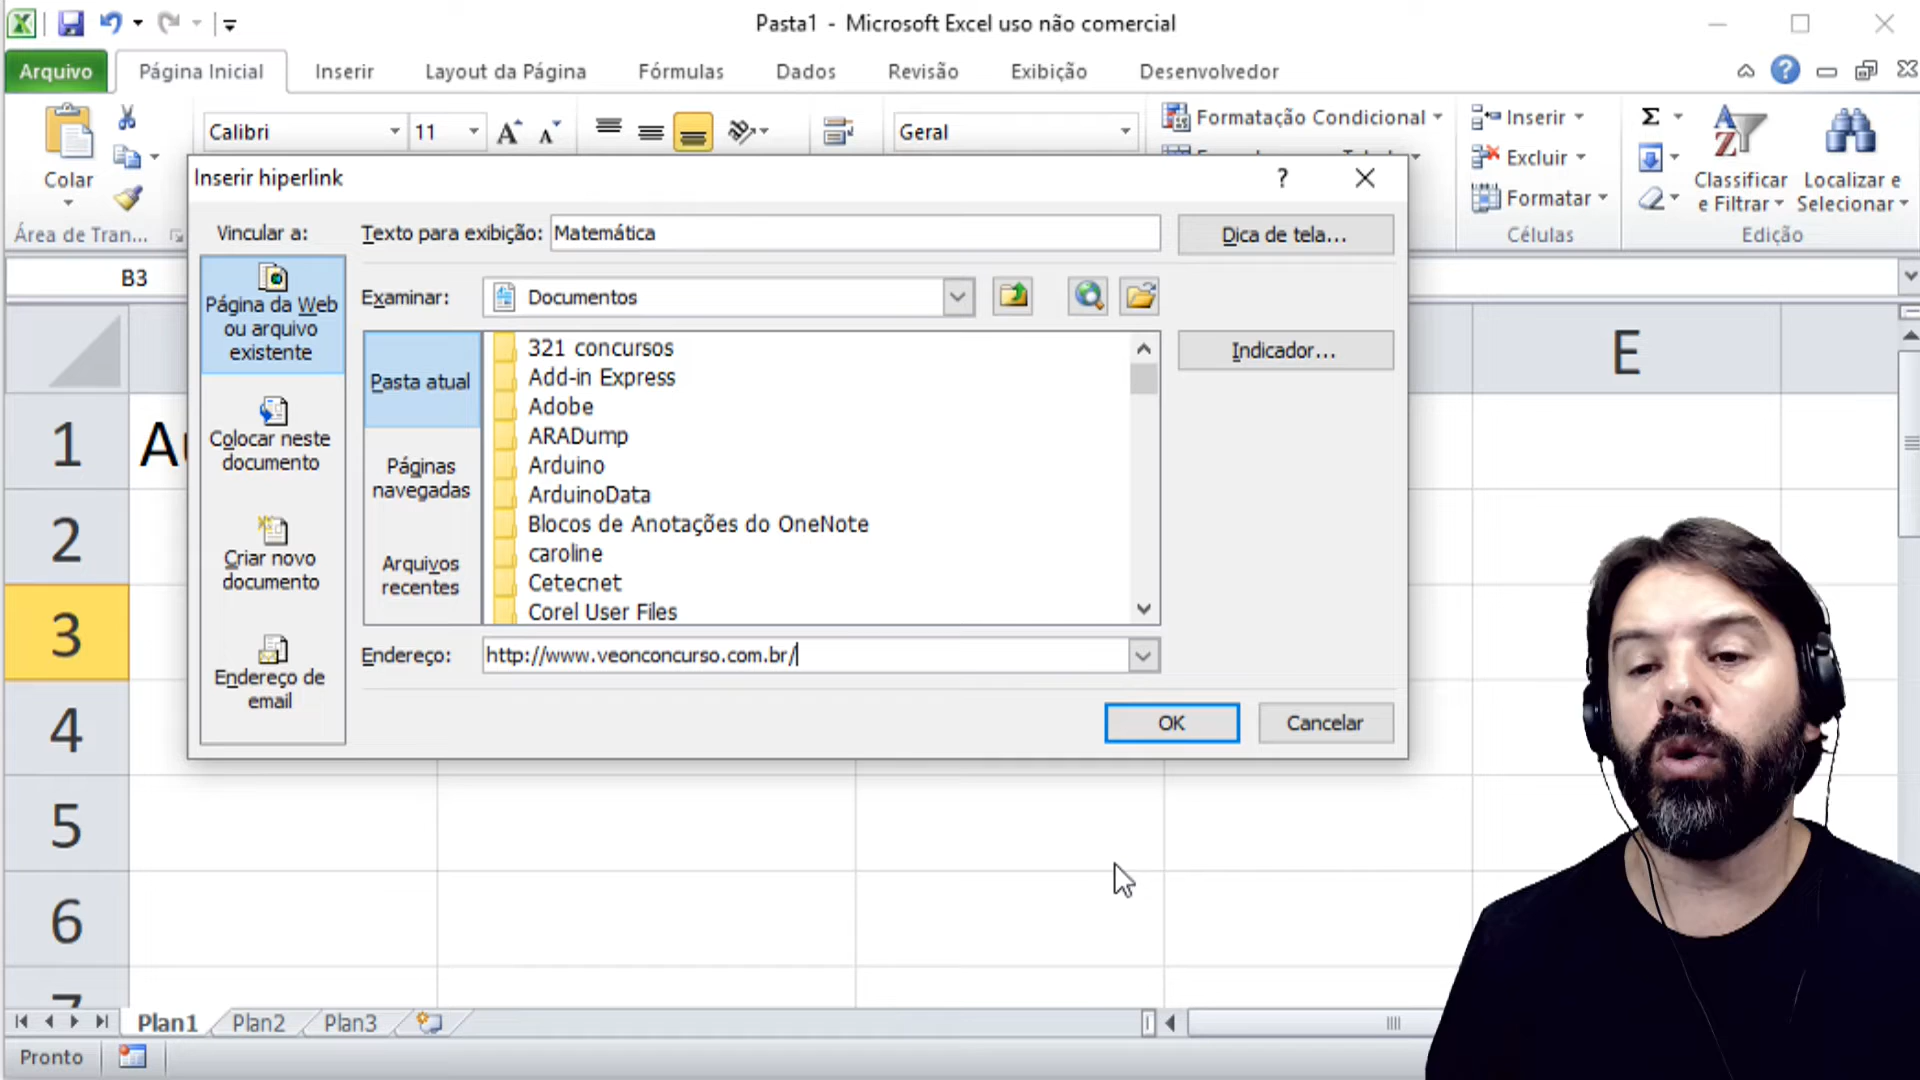 Pasta1 - Microsoft Excel uso não comercial
Arquivo Página Inicial Inserir Layout da Página Fórmulas Dados Revisão Exibição Desenvolvedor
Colar
Área de Tran...
Calibri 11
Geral
Formatação Condicional
Inserir
Excluir
Formatar
Células
Classificar
e Filtrar
Localizar e
Selecionar
Edição
B3
Inserir hiperlink
Vincular a:
Página da Web
ou arquivo
existente
Colocar neste
documento
Criar novo
documento
Endereço de
email
Texto para exibição: Matemática
Dica de tela...
Examinar: Documentos
Pasta atual
Páginas
navegadas
Arquivos
recentes
321 concursos
Add-in Express
Adobe
ARADump
Arduino
ArduinoData
Blocos de Anotações do OneNote
caroline
Cetecnet
Corel User Files
Indicador...
Endereço: http://www.veonconcurso.com.br/
OK Cancelar
E
1
2
3
4
5
6
7
Plan1 Plan2 Plan3
Pronto